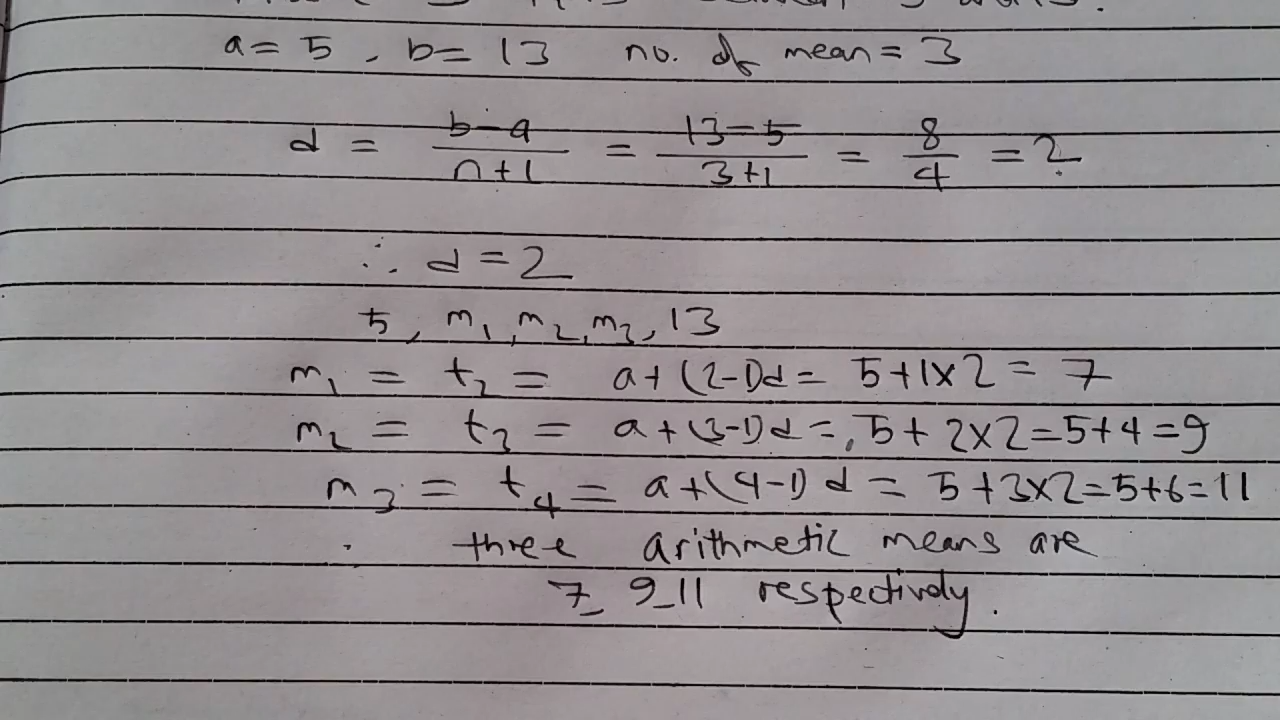 a = 5 , b = 13 no. of mean = 3
d = b-a / n+1 = 13-5 / 3+1 = 8 / 4 = 2
∴ d = 2
5, m1, m2, m3, 13
m1 = t2 = a+(2-1)d = 5+1×2 = 7
m2 = t3 = a+(3-1)d = 5+2×2=5+4=9
m3 = t4 = a+(4-1)d = 5+3×2=5+6=11
three arithmetic means are
7, 9, 11 respectively.